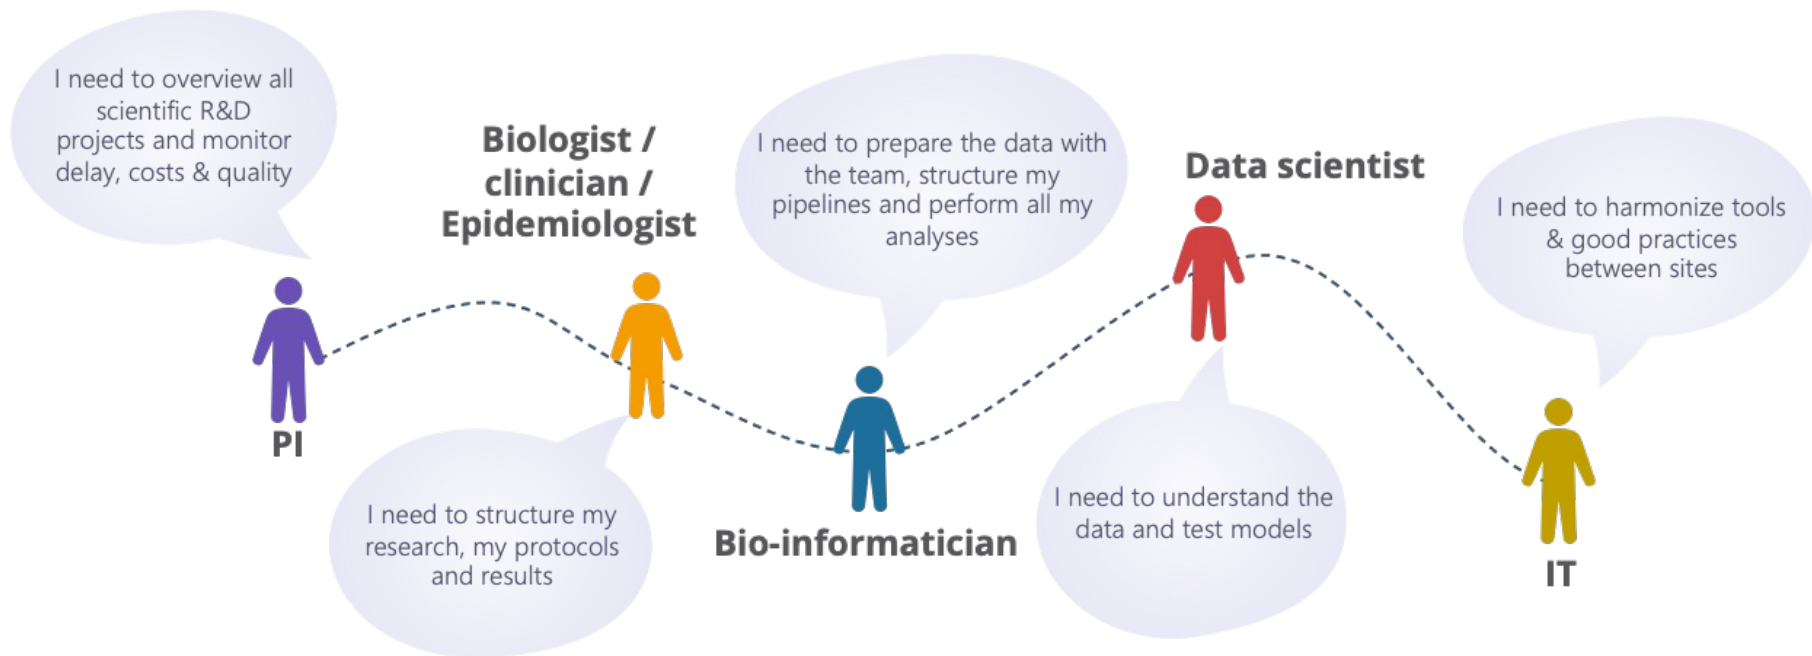 I need to overview all
scientific R&D
projects and monitor
delay, costs & quality
PI
Biologist /
clinician /
Epidemiologist
I need to structure my
research, my protocols
and results
I need to prepare the data with
the team, structure my
pipelines and perform all my
analyses
Bio-informatician
Data scientist
I need to understand the
data and test models
I need to harmonize tools
& good practices
between sites
IT